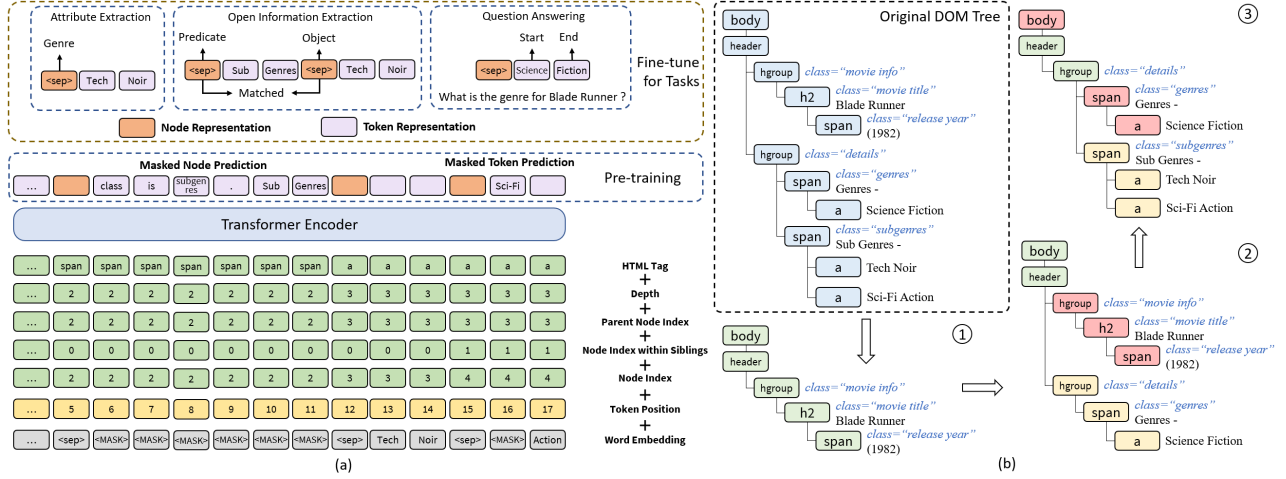 Attribute Extraction
Genre
<sep> Tech Noir
Open Information Extraction
Predicate Object
<sep> Sub Genres <sep> Tech Noir
Matched
Question Answering
Start End
<sep> Science Fiction
What is the genre for Blade Runner ?
Fine-tune
for Tasks
Node Representation Token Representation
Masked Node Prediction Masked Token Prediction
... class is subgen
res . Sub Genres Sci-Fi
Pre-training
Transformer Encoder
... span span span span span span span a a a a a a HTML Tag
+
... 2 2 2 2 2 2 2 3 3 3 3 3 3 Depth
+
... 2 2 2 2 2 2 2 3 3 3 3 3 3 Parent Node Index
+
... 0 0 0 0 0 0 0 0 0 0 1 1 1 Node Index within Siblings
+
... 2 2 2 2 2 2 2 3 3 3 4 4 4 Node Index
+
... 5 6 7 8 9 10 11 12 13 14 15 16 17 Token Position
+
... <sep> <MASK> <MASK> <MASK> <MASK> <MASK> <MASK> <sep> Tech Noir <sep> <MASK> Action Word Embedding
(a)
Original DOM Tree
body
header
hgroup class="movie info"
h2 class="movie title"
Blade Runner
span class="release year"
(1982)
hgroup class="details"
span class="genres"
Genres -
a Science Fiction
span class="subgenres"
Sub Genres -
a Tech Noir
a Sci-Fi Action
1
body
header
hgroup class="movie info"
h2 class="movie title"
Blade Runner
span class="release year"
(1982)
2
body
header
hgroup class="movie info"
h2 class="movie title"
Blade Runner
span class="release year"
(1982)
hgroup class="details"
span class="genres"
Genres -
a Science Fiction
3
body
header
hgroup class="details"
span class="genres"
Genres -
a Science Fiction
span class="subgenres"
Sub Genres -
a Tech Noir
a Sci-Fi Action
(b)